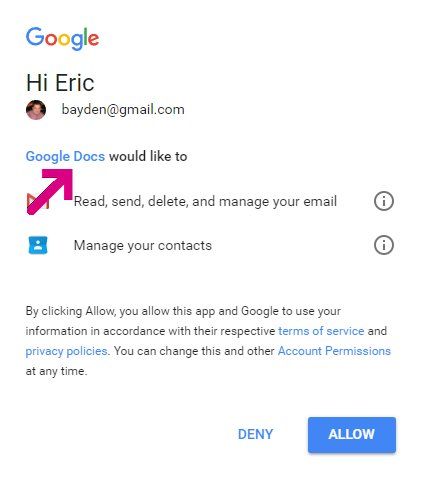 Google
Hi Eric
bayden@gmail.com
Google Docs would like to
Read, send, delete, and manage your email
Manage your contacts
By clicking Allow, you allow this app and Google to use your
information in accordance with their respective terms of service and
privacy policies. You can change this and other Account Permissions
at any time.
DENY ALLOW